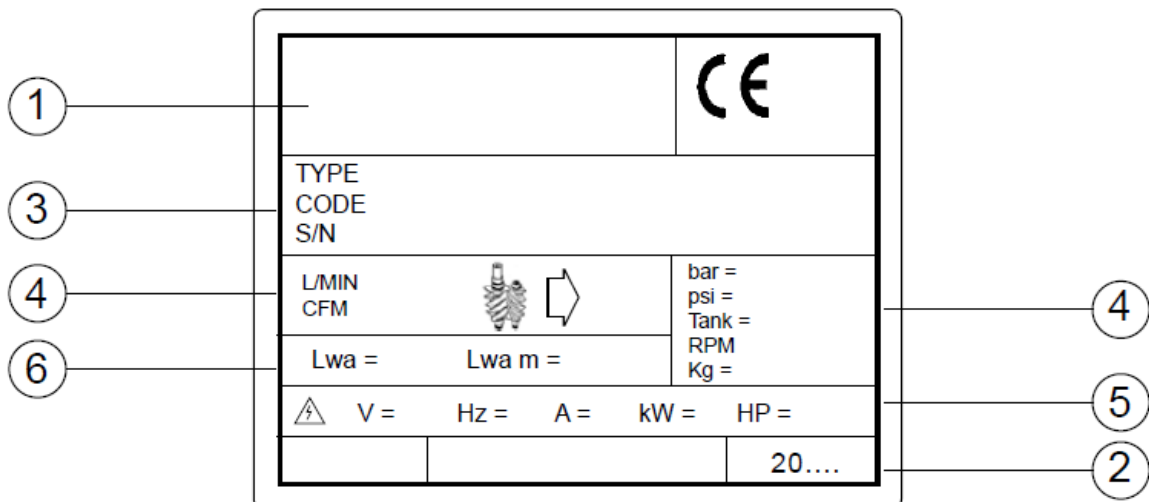 1
CE
TYPE
3
CODE
S/N
4
L/MIN
CFM
bar =
psi =
Tank =
RPM
Kg =
4
6
Lwa = Lwa m =
V = Hz = A = kW = HP =
5
20....
2